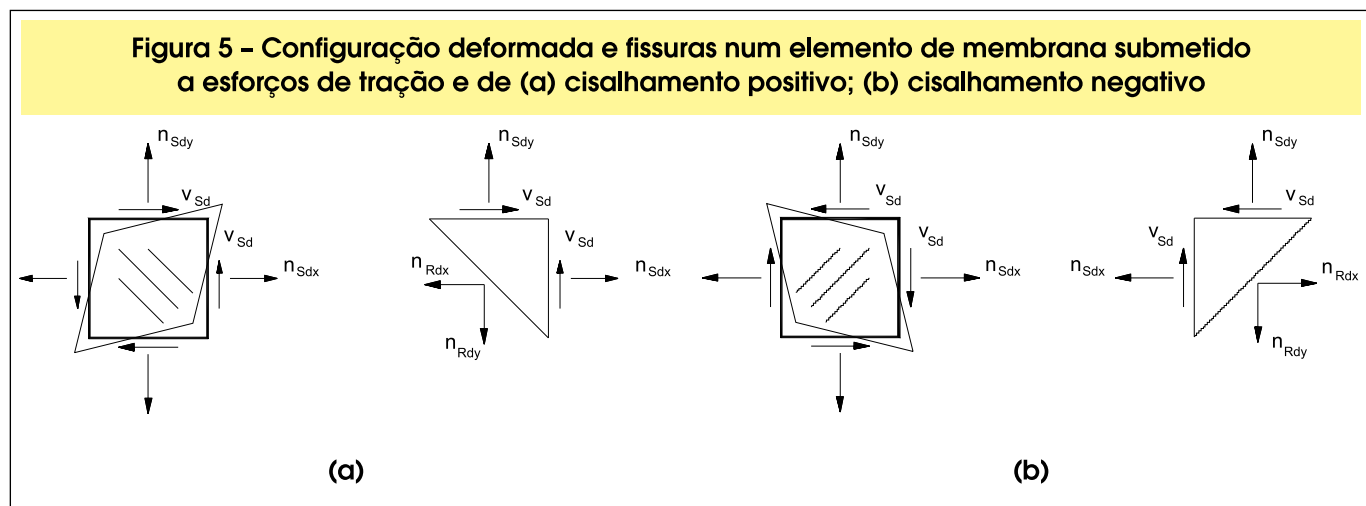 Figura 5 – Configuração deformada e fissuras num elemento de membrana submetido
a esforços de tração e de (a) cisalhamento positivo; (b) cisalhamento negativo
n Sdy
v Sd
v Sd
n Sdx
n Sdy
v Sd
v Sd
n Rdx
n Sdx
n Rdy
n Sdy
v Sd
v Sd
n Sdx
n Sdy
v Sd
v Sd
n Sdx
n Rdx
n Rdy
(a)
(b)